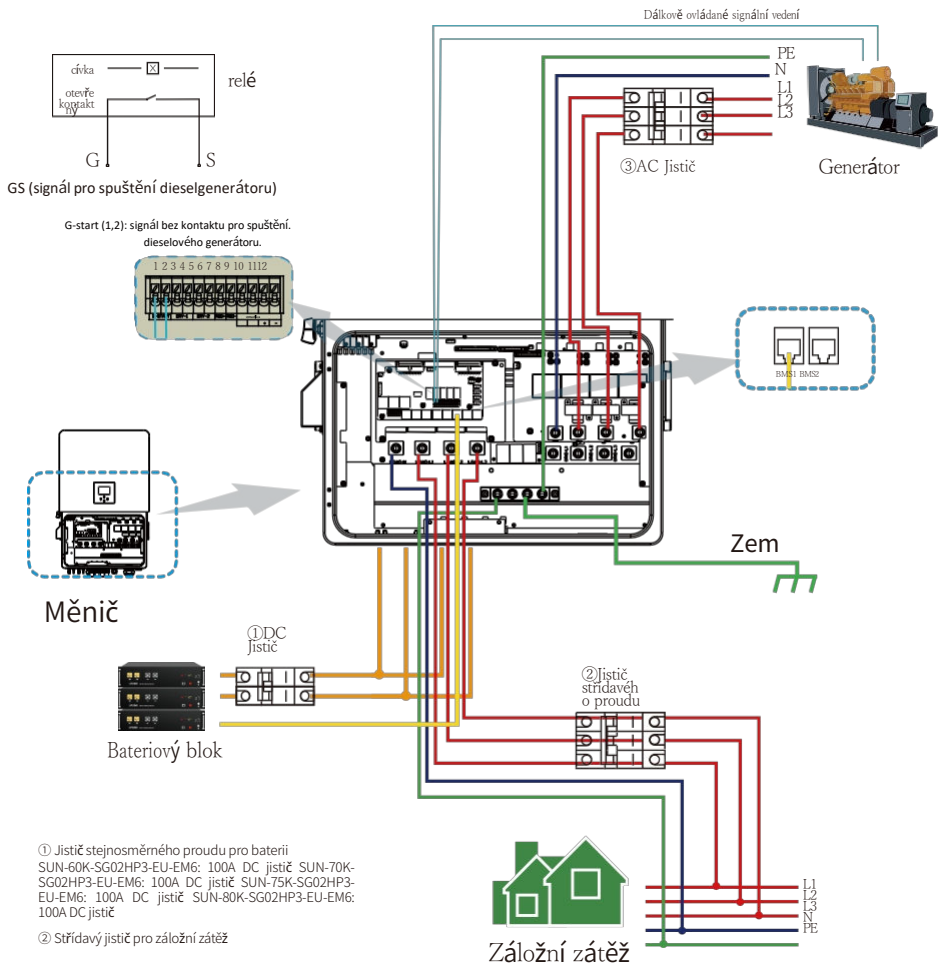 Dálkově ovládané signální vedení
cívka
relé
otevře
kontakt
ný
G S
GS (signál pro spuštění dieselgenerátoru)
PE
N
L1
L2
L3
③AC Jistič
Generátor
G-start (1,2): signál bez kontaktu pro spuštění.
dieselového generátoru.
1 2 3 4 5 6 7 8 9 10 1112
BMS1 BMS2
Měnič
Zem
①DC
Jistič
Bateriový blok
②Jistič
střídavéh
o proudu
① Jistič stejnosměrného proudu pro baterii
SUN-60K-SG02HP3-EU-EM6: 100A DC jistič SUN-70K-
SG02HP3-EU-EM6: 100A DC jistič SUN-75K-SG02HP3-
EU-EM6: 100A DC jistič SUN-80K-SG02HP3-EU-EM6:
100A DC jistič
② Střídavý jistič pro záložní zátěž
L1
L2
L3
N
PE
Záložní zátěž